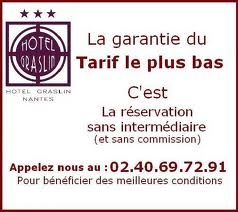 ★★★
HÔTEL
GRASLIN
HOTEL GRASLIN
NANTES
La garantie du
Tarif le plus bas
C'est
La réservation
sans intermédiaire
(et sans commission)
Appelez nous au : 02.40.69.72.91
Pour bénéficier des meilleures conditions